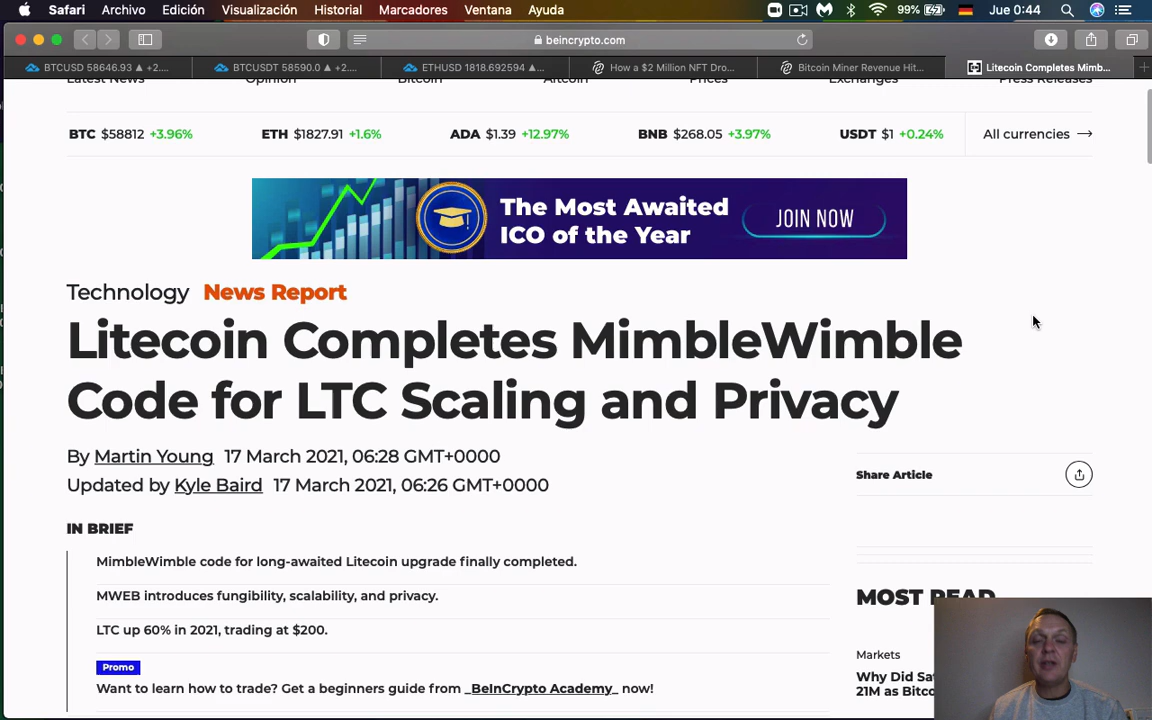 Safari Archivo Edición Visualización Historial Marcadores Ventana Ayuda 99% Jue 0:44
beincrypto.com
BTCUSD 58646.93 ▲ +2.... BTCUSDT 58590.0 ▲ +2.... ETHUSD 1818.692594 ▲... How a $2 Million NFT Dro... Bitcoin Miner Revenue Hit... Litecoin Completes Mimb...
Latest News Opinion Bitcoin Altcoin Prices Exchanges Press Releases
BTC $58812 +3.96% ETH $1827.91 +1.6% ADA $1.39 +12.97% BNB $268.05 +3.97% USDT $1 +0.24% All currencies →
The Most Awaited
ICO of the Year
JOIN NOW
Technology News Report
Litecoin Completes MimbleWimble
Code for LTC Scaling and Privacy
By Martin Young 17 March 2021, 06:28 GMT+0000
Updated by Kyle Baird 17 March 2021, 06:26 GMT+0000
Share Article
IN BRIEF
MimbleWimble code for long-awaited Litecoin upgrade finally completed.
MWEB introduces fungibility, scalability, and privacy.
LTC up 60% in 2021, trading at $200.
Promo
Want to learn how to trade? Get a beginners guide from _BeInCrypto Academy_ now!
MOST READ
Markets
Why Did Sa
21M as Bitco